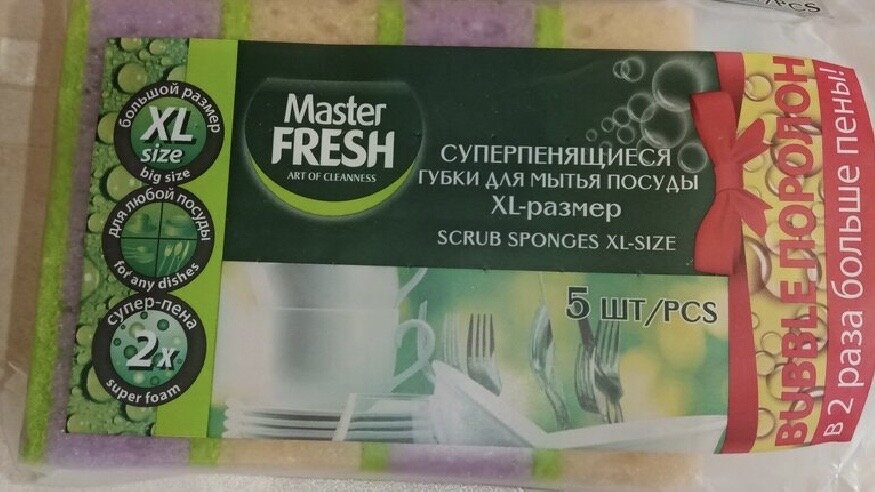 большой размер
XL
size
big size
для любой посуды
for any dishes
супер-пена
2x
super foam
Master
FRESH
ART OF CLEANNESS
СУПЕРПЕНЯЩИЕСЯ
ГУБКИ ДЛЯ МЫТЬЯ ПОСУДЫ
XL-размер
SCRUB SPONGES XL-SIZE
5 ШТ/PCS
BUBBLE ПОРОЛОН
в 2 раза больше пены!!